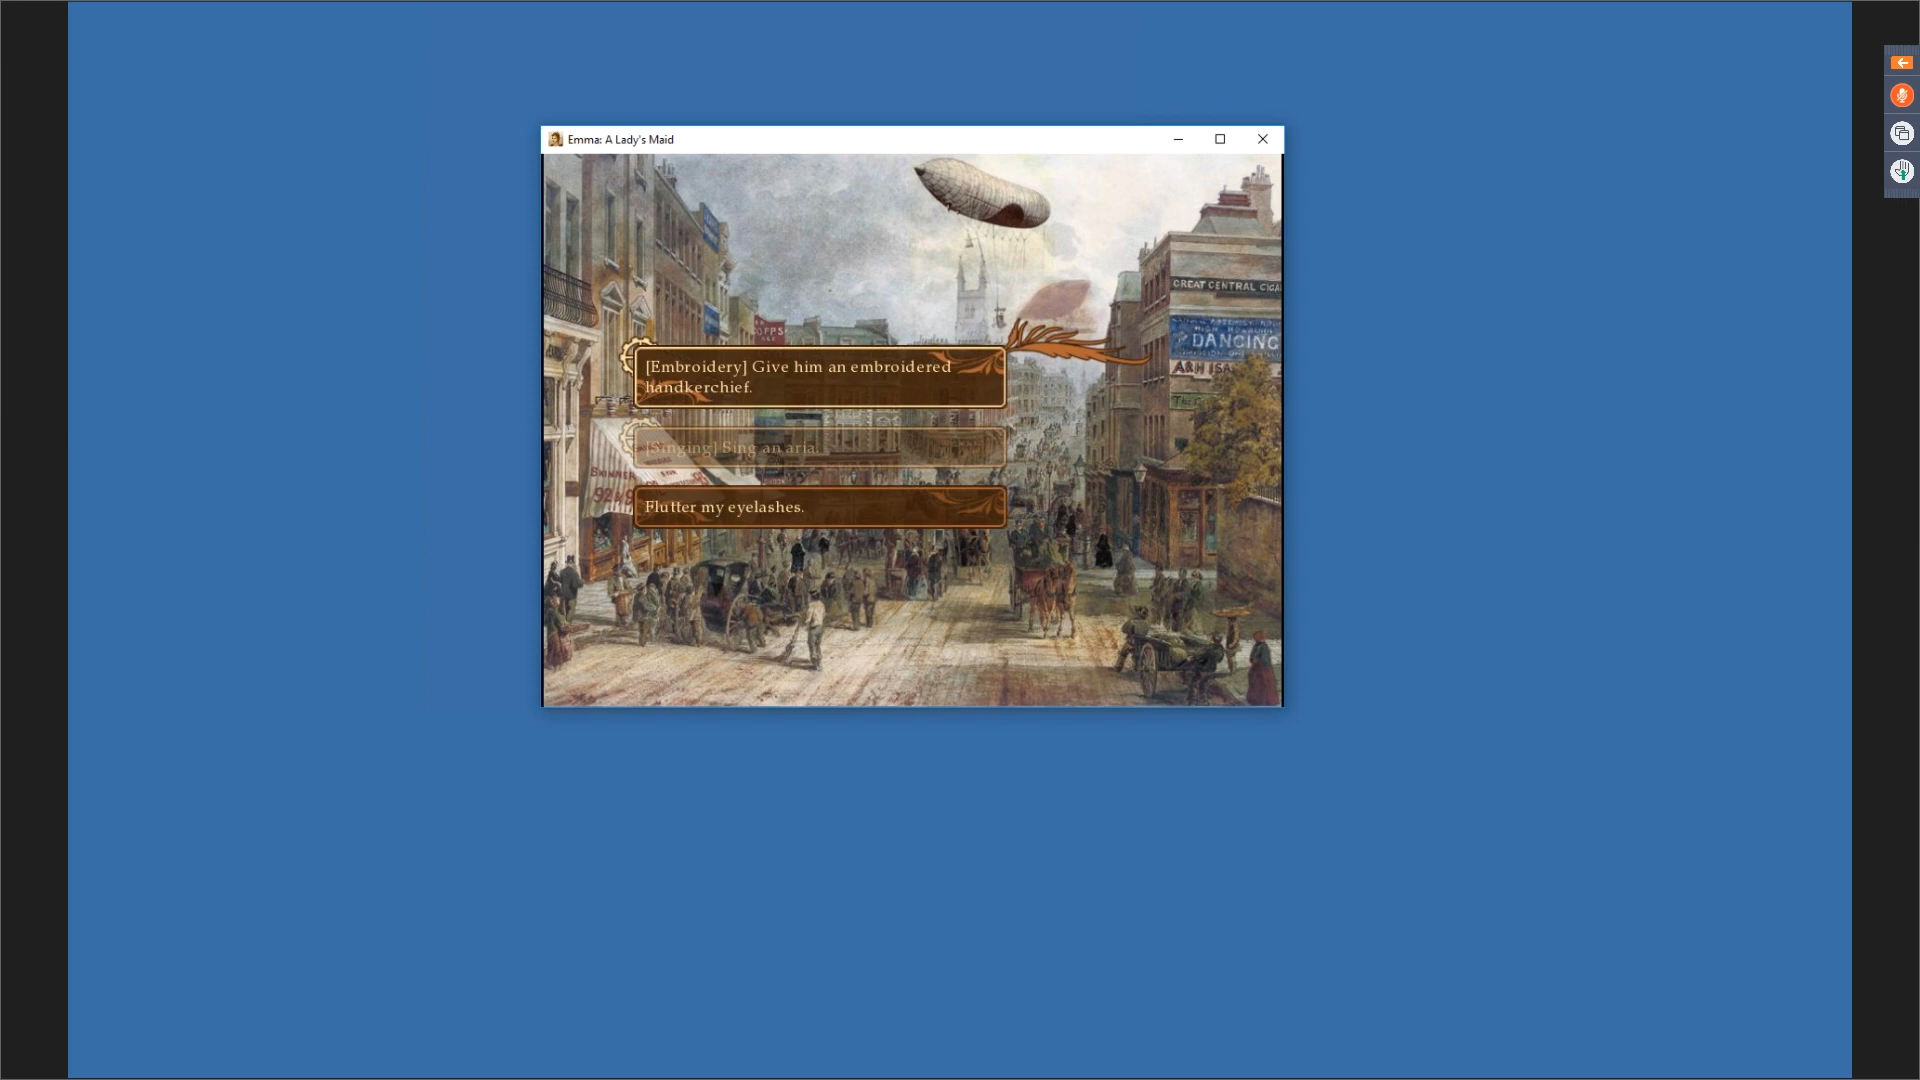 Emma: A Lady's Maid
GREAT CENTRAL CIGA
DANCING
[Embroidery] Give him an embroidered
handkerchief.
[Singing] Sing an aria.
Flutter my eyelashes.